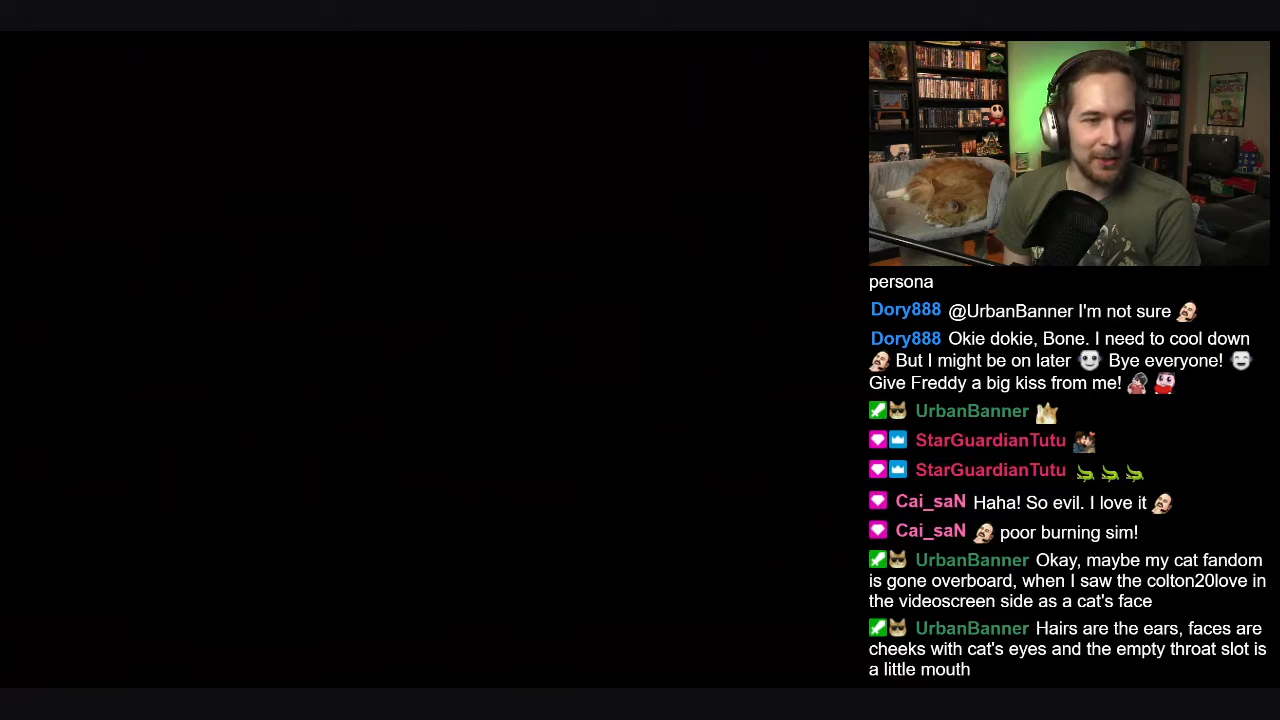 persona
Dory888 @UrbanBanner I'm not sure
Dory888 Okie dokie, Bone. I need to cool down
But I might be on later Bye everyone!
Give Freddy a big kiss from me!
UrbanBanner
StarGuardianTutu
StarGuardianTutu
Cai_saN Haha! So evil. I love it
Cai_saN poor burning sim!
UrbanBanner Okay, maybe my cat fandom
is gone overboard, when I saw the colton20love in
the videoscreen side as a cat's face
UrbanBanner Hairs are the ears, faces are
cheeks with cat's eyes and the empty throat slot is
a little mouth